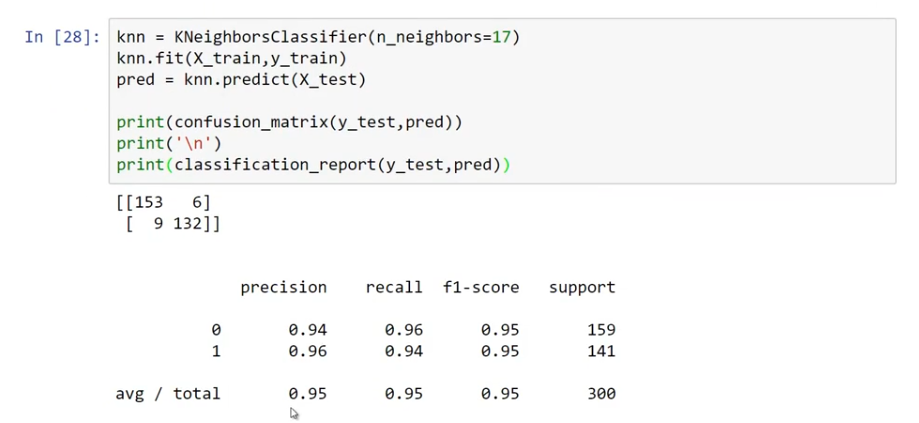 In [28]: knn = KNeighborsClassifier(n_neighbors=17)
knn.fit(X_train,y_train)
pred = knn.predict(X_test)
print(confusion_matrix(y_test,pred))
print('\n')
print(classification_report(y_test,pred))
[[153   6]
 [  9 132]]
precision recall f1-score support
0 0.94 0.96 0.95 159
1 0.96 0.94 0.95 141
avg / total 0.95 0.95 0.95 300